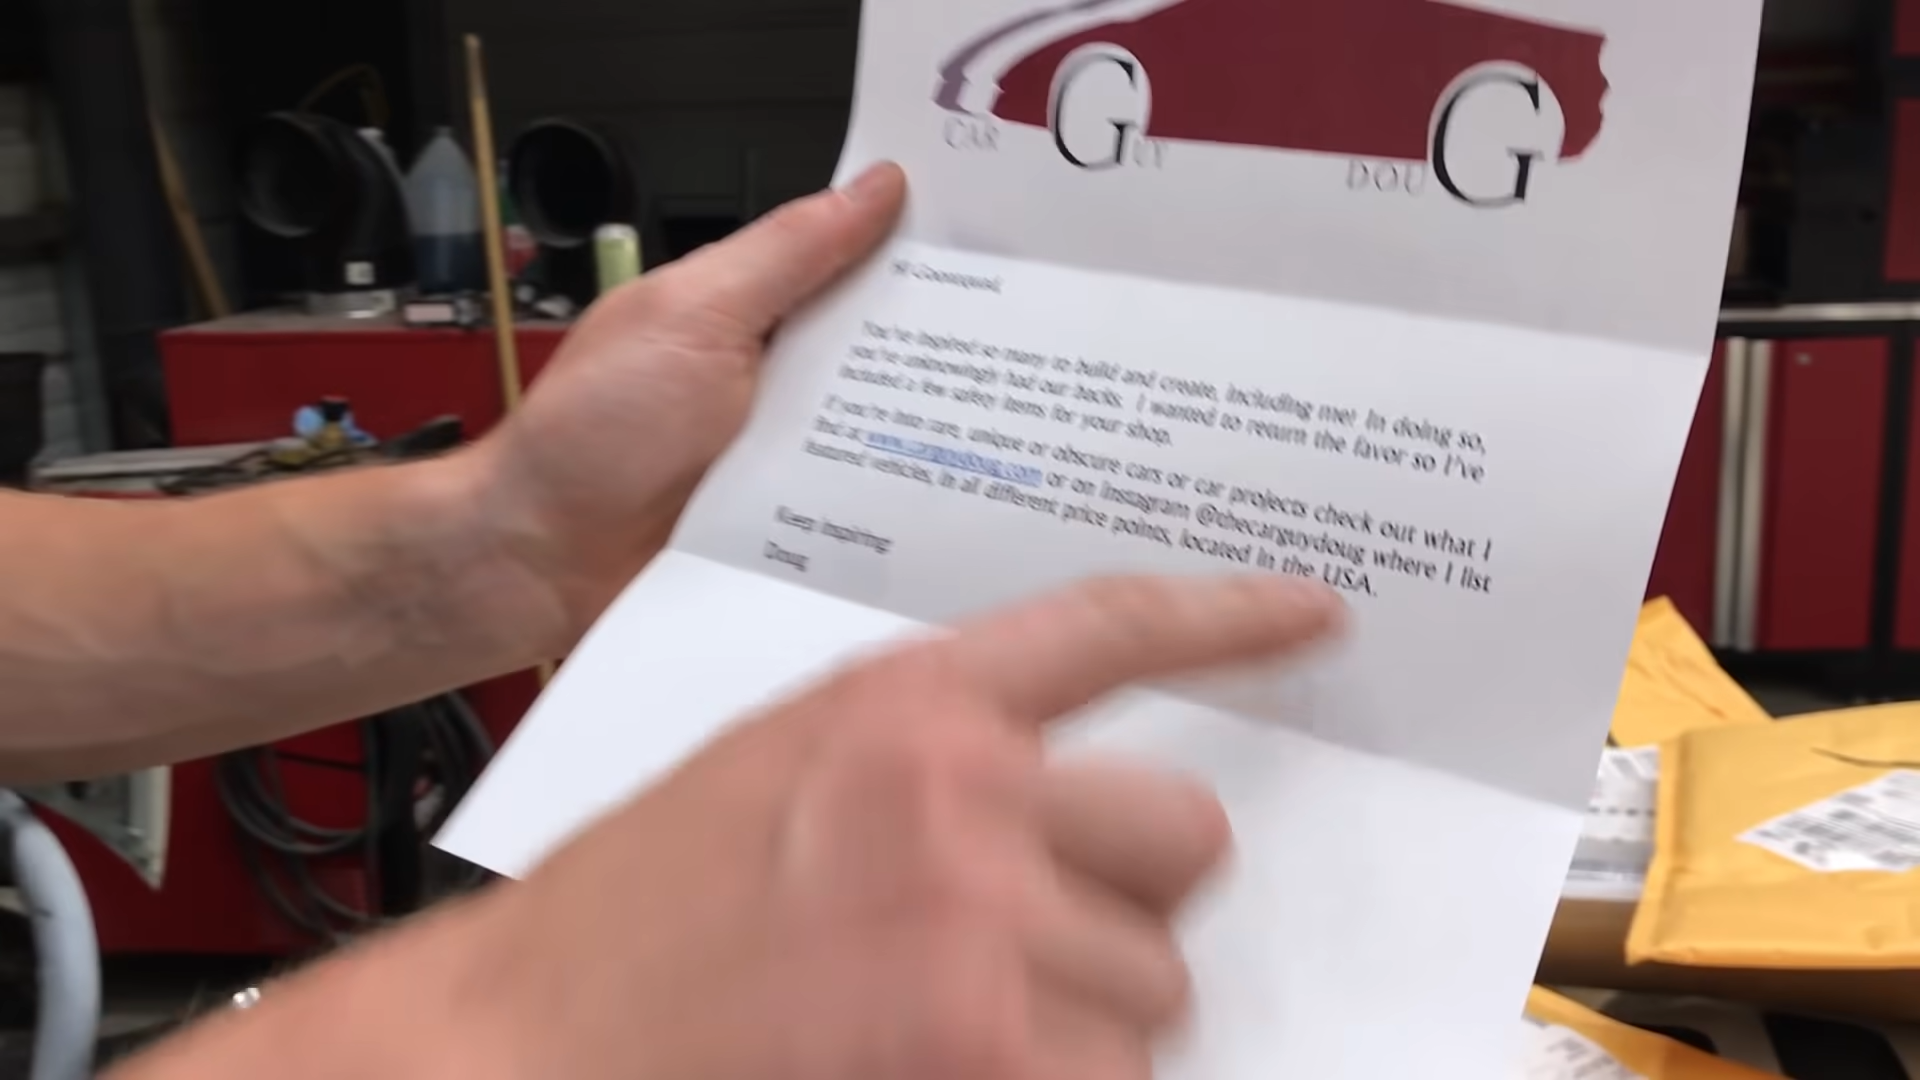 CAR GUY DOUG
Hi Goonzquad,
You've inspired so many to build and create, including me! In doing so,
you've unknowingly had our backs. I wanted to return the favor so I've
included a few safety items for your shop.
If you're into rare, unique or obscure cars or car projects check out what I
find at www.carguydoug.com or on Instagram @thecarguydoug where I list
featured vehicles, in all different price points, located in the USA.
Keep inspiring
Doug